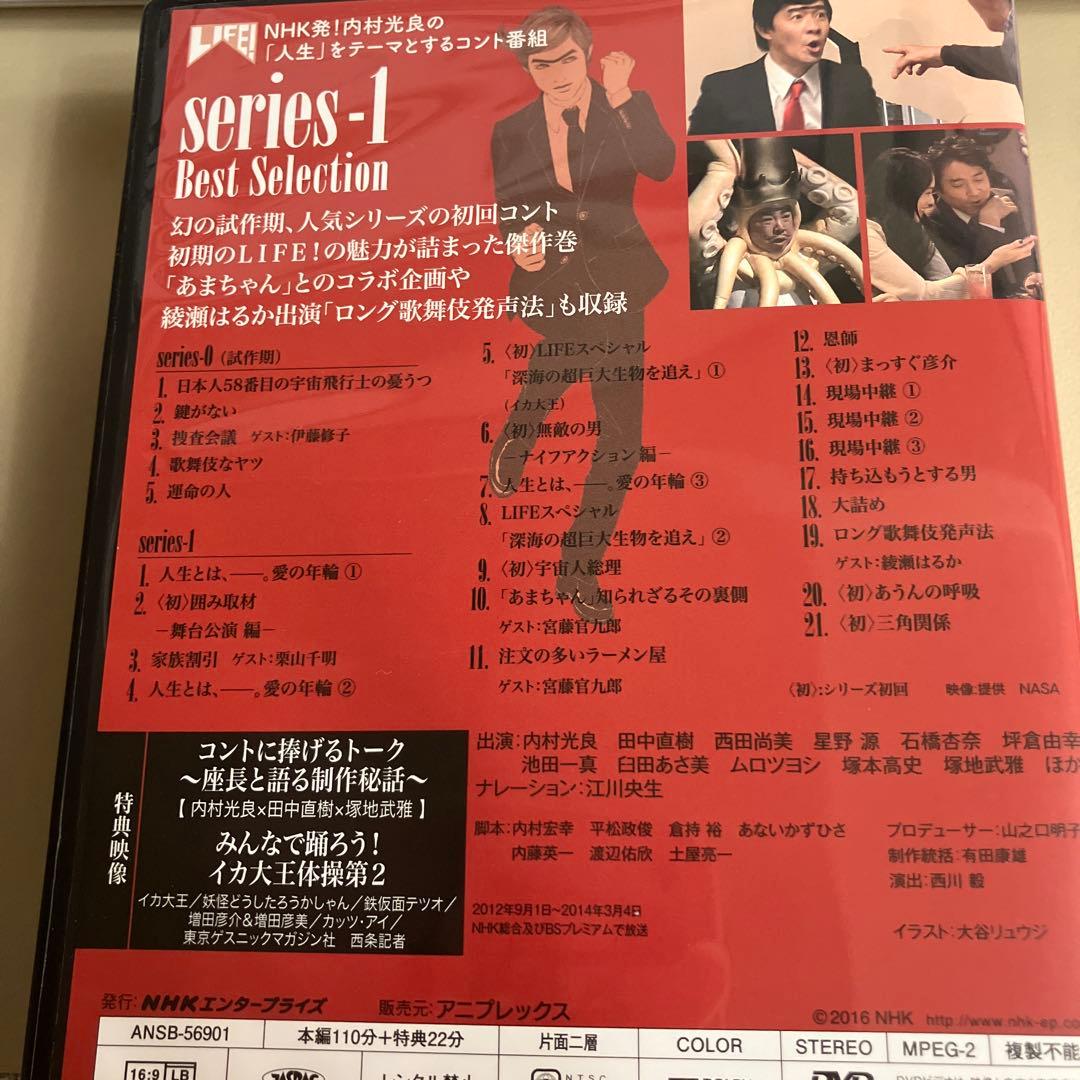 LIFE!
NHK発!内村光良の
「人生」をテーマとするコント番組
series-1
Best Selection
幻の試作期、人気シリーズの初回コント
初期のLIFE!の魅力が詰まった傑作巻
「あまちゃん」とのコラボ企画や
綾瀬はるか出演「ロング歌舞伎発声法」も収録
series-0(試作期)
1. 日本人58番目の宇宙飛行士の憂うつ
2. 鍵がない
3. 捜査会議 ゲスト:伊藤修子
4. 歌舞伎なヤツ
5. 運命の人
series-1
1. 人生とは、――。愛の年輪 ①
2. 〈初〉囲み取材
―舞台公演 編―
3. 家族割引 ゲスト:栗山千明
4. 人生とは、――。愛の年輪 ②
5. 〈初〉LIFEスペシャル
「深海の超巨大生物を追え」①
(イカ大王)
6. 〈初〉無敵の男
―ナイフアクション 編―
7. 人生とは、――。愛の年輪 ③
8. LIFEスペシャル
「深海の超巨大生物を追え」②
9. 〈初〉宇宙人総理
10. 「あまちゃん」知られざるその裏側
ゲスト:宮藤官九郎
11. 注文の多いラーメン屋
ゲスト:宮藤官九郎
12. 恩師
13. 〈初〉まっすぐ彦介
14. 現場中継 ①
15. 現場中継 ②
16. 現場中継 ③
17. 持ち込もうとする男
18. 大詰め
19. ロング歌舞伎発声法
ゲスト:綾瀬はるか
20. 〈初〉あうんの呼吸
21. 〈初〉三角関係
〈初〉:シリーズ初回 映像:提供 NASA
特典映像
コントに捧げるトーク
～座長と語る制作秘話～
【 内村光良×田中直樹×塚地武雅 】
みんなで踊ろう!
イカ大王体操第2
イカ大王/妖怪どうしたろうかしゃん/鉄仮面テツオ/
増田彦介&増田彦美/カッツ・アイ/
東京ゲスニックマガジン社 西条記者
出演:内村光良 田中直樹 西田尚美 星野 源 石橋杏奈 坪倉由幸
池田一真 臼田あさ美 ムロツヨシ 塚本高史 塚地武雅 ほか
ナレーション:江川央生
脚本:内村宏幸 平松政俊 倉持 裕 あないかずひさ
内藤英一 渡辺佑欣 土屋亮一
プロデューサー:山之口明子
制作統括:有田康雄
演出:西川 毅
2012年9月1日～2014年3月4日
NHK総合及びBSプレミアムで放送
イラスト:大谷リュウジ
発行:NHKエンタープライズ 販売元:アニプレックス
©2016 NHK http://www.nhk-ep.co
ANSB-56901 本編110分+特典22分 片面二層 COLOR STEREO MPEG-2 複製不能
16:9 LB
レンタル禁止
NTSC